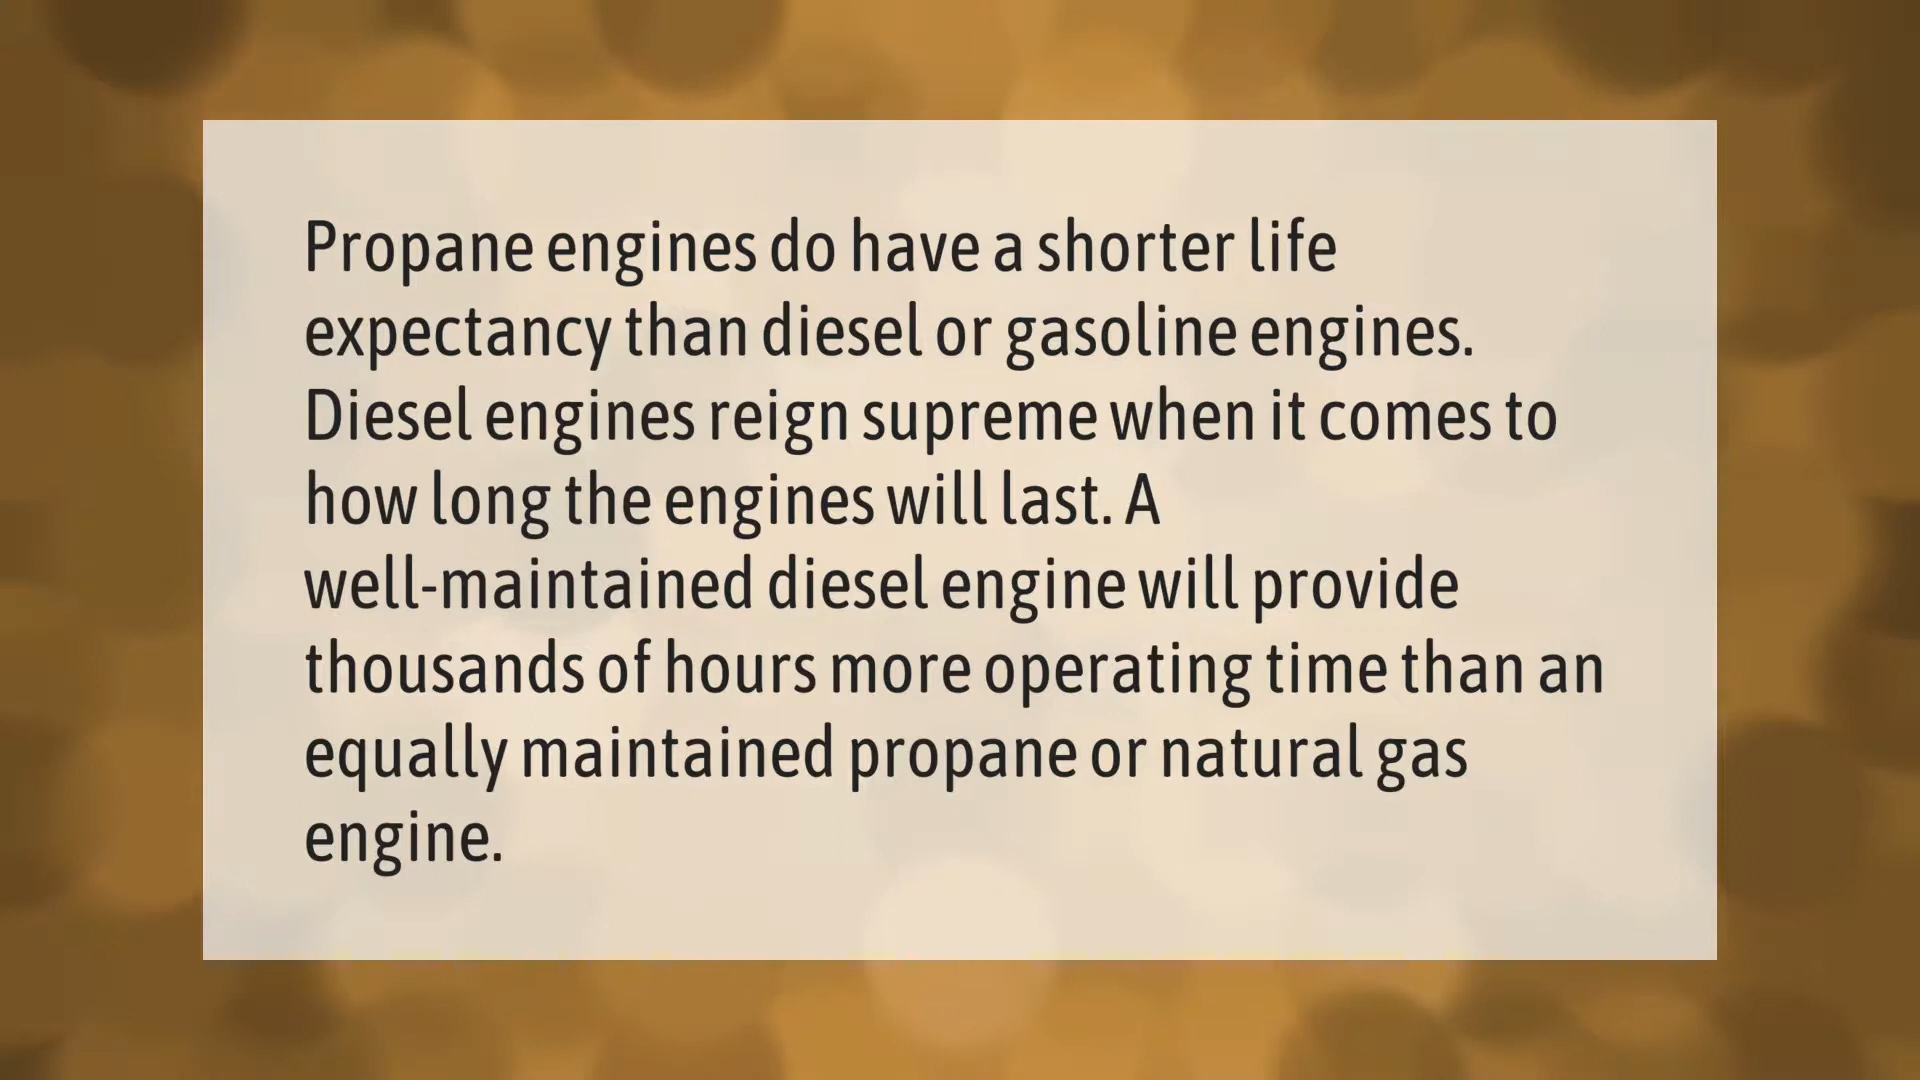 Propane engines do have a shorter life
expectancy than diesel or gasoline engines.
Diesel engines reign supreme when it comes to
how long the engines will last. A
well-maintained diesel engine will provide
thousands of hours more operating time than an
equally maintained propane or natural gas
engine.